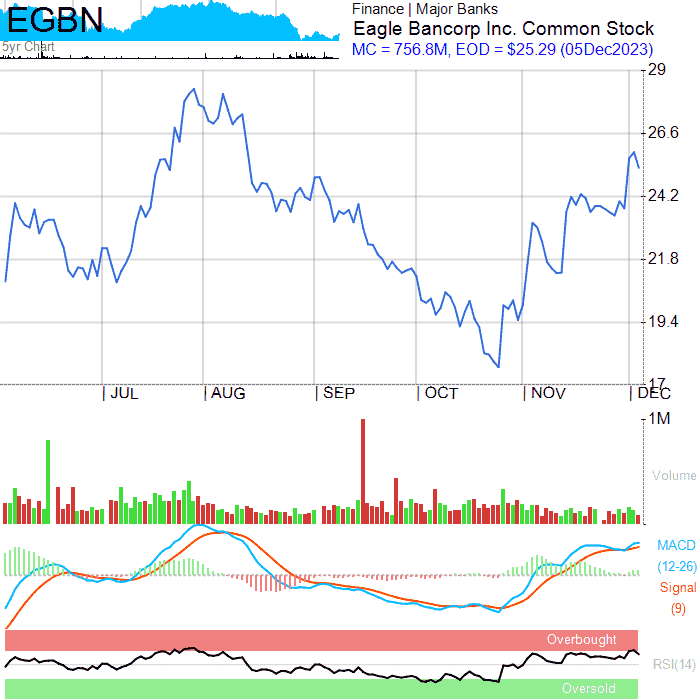 EGBN
5yr Chart
Finance | Major Banks
Eagle Bancorp Inc. Common Stock
MC = 756.8M, EOD = $25.29 (05Dec2023)
29
26.6
24.2
21.8
19.4
17
| JUL | AUG | SEP | OCT | NOV | DEC
1M
Volume
MACD
(12-26)
Signal
(9)
Overbought
RSI(14)
Oversold